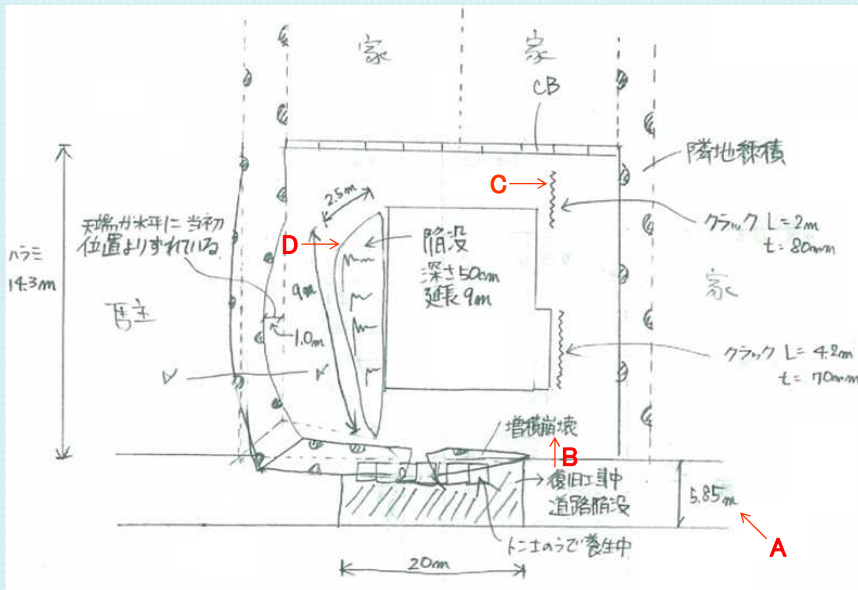 家
家
CB
隣地練積
C
クラック L=2m
t=80mm
2.5m
D
陥没
深さ50cm
延長 9m
天端が水平に当初
位置よりずれている
ハラミ
14.3m
9m
1.0m
家
クラック L=4.2m
t=70mm
増積崩壊
B
復旧工事中
道路陥没
5.85m
A
トン土のうで養生中
20m